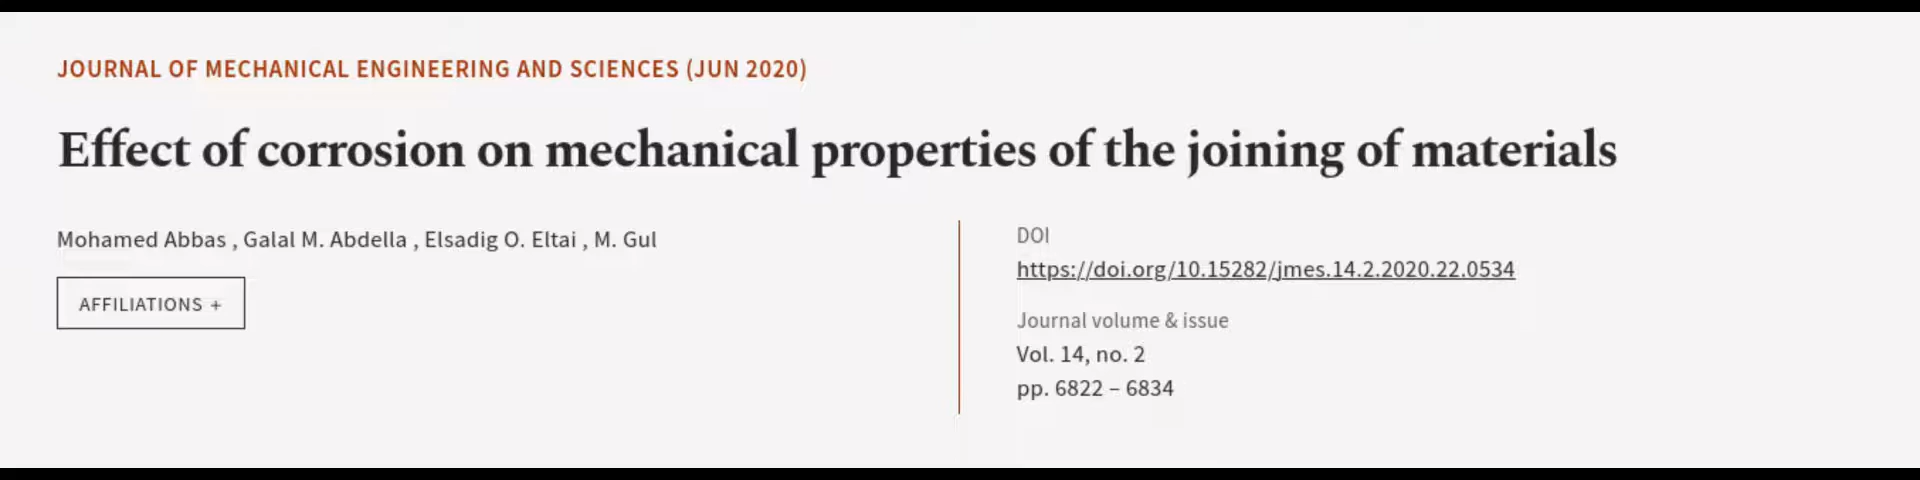 JOURNAL OF MECHANICAL ENGINEERING AND SCIENCES (JUN 2020)
Effect of corrosion on mechanical properties of the joining of materials
Mohamed Abbas , Galal M. Abdella , Elsadig O. Eltai , M. Gul
AFFILIATIONS +
DOI
https://doi.org/10.15282/jmes.14.2.2020.22.0534
Journal volume & issue
Vol. 14, no. 2
pp. 6822 – 6834